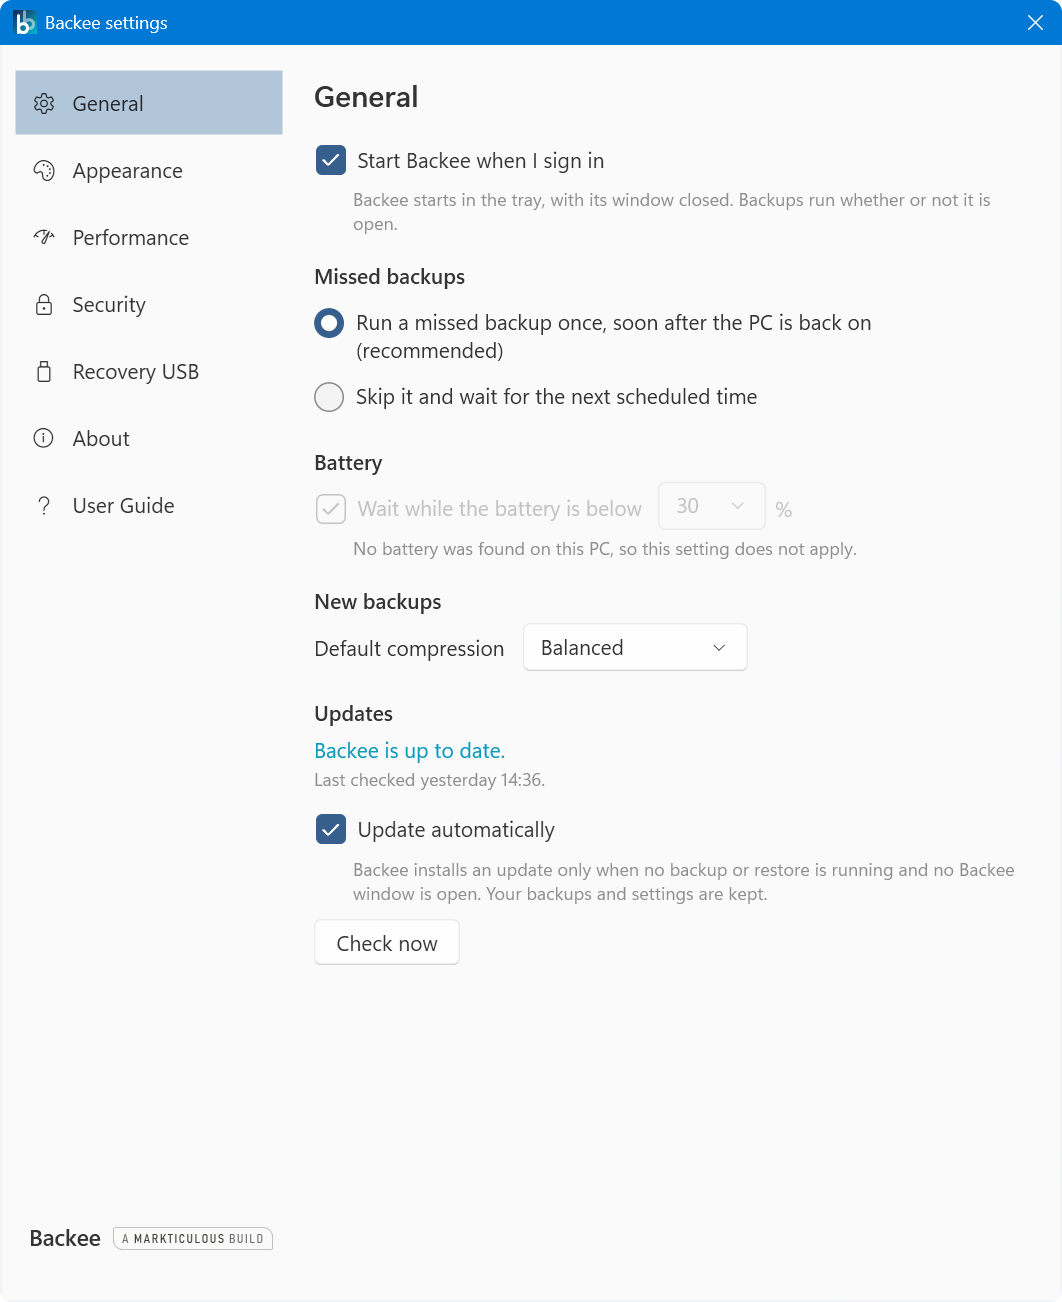 Backee settings
General
Appearance
Performance
Security
Recovery USB
About
User Guide
General
Start Backee when I sign in
Backee starts in the tray, with its window closed. Backups run whether or not it is
open.
Missed backups
Run a missed backup once, soon after the PC is back on
(recommended)
Skip it and wait for the next scheduled time
Battery
Wait while the battery is below 30 %
No battery was found on this PC, so this setting does not apply.
New backups
Default compression Balanced
Updates
Backee is up to date.
Last checked yesterday 14:36.
Update automatically
Backee installs an update only when no backup or restore is running and no Backee
window is open. Your backups and settings are kept.
Check now
Backee A MARKTICULOUS BUILD